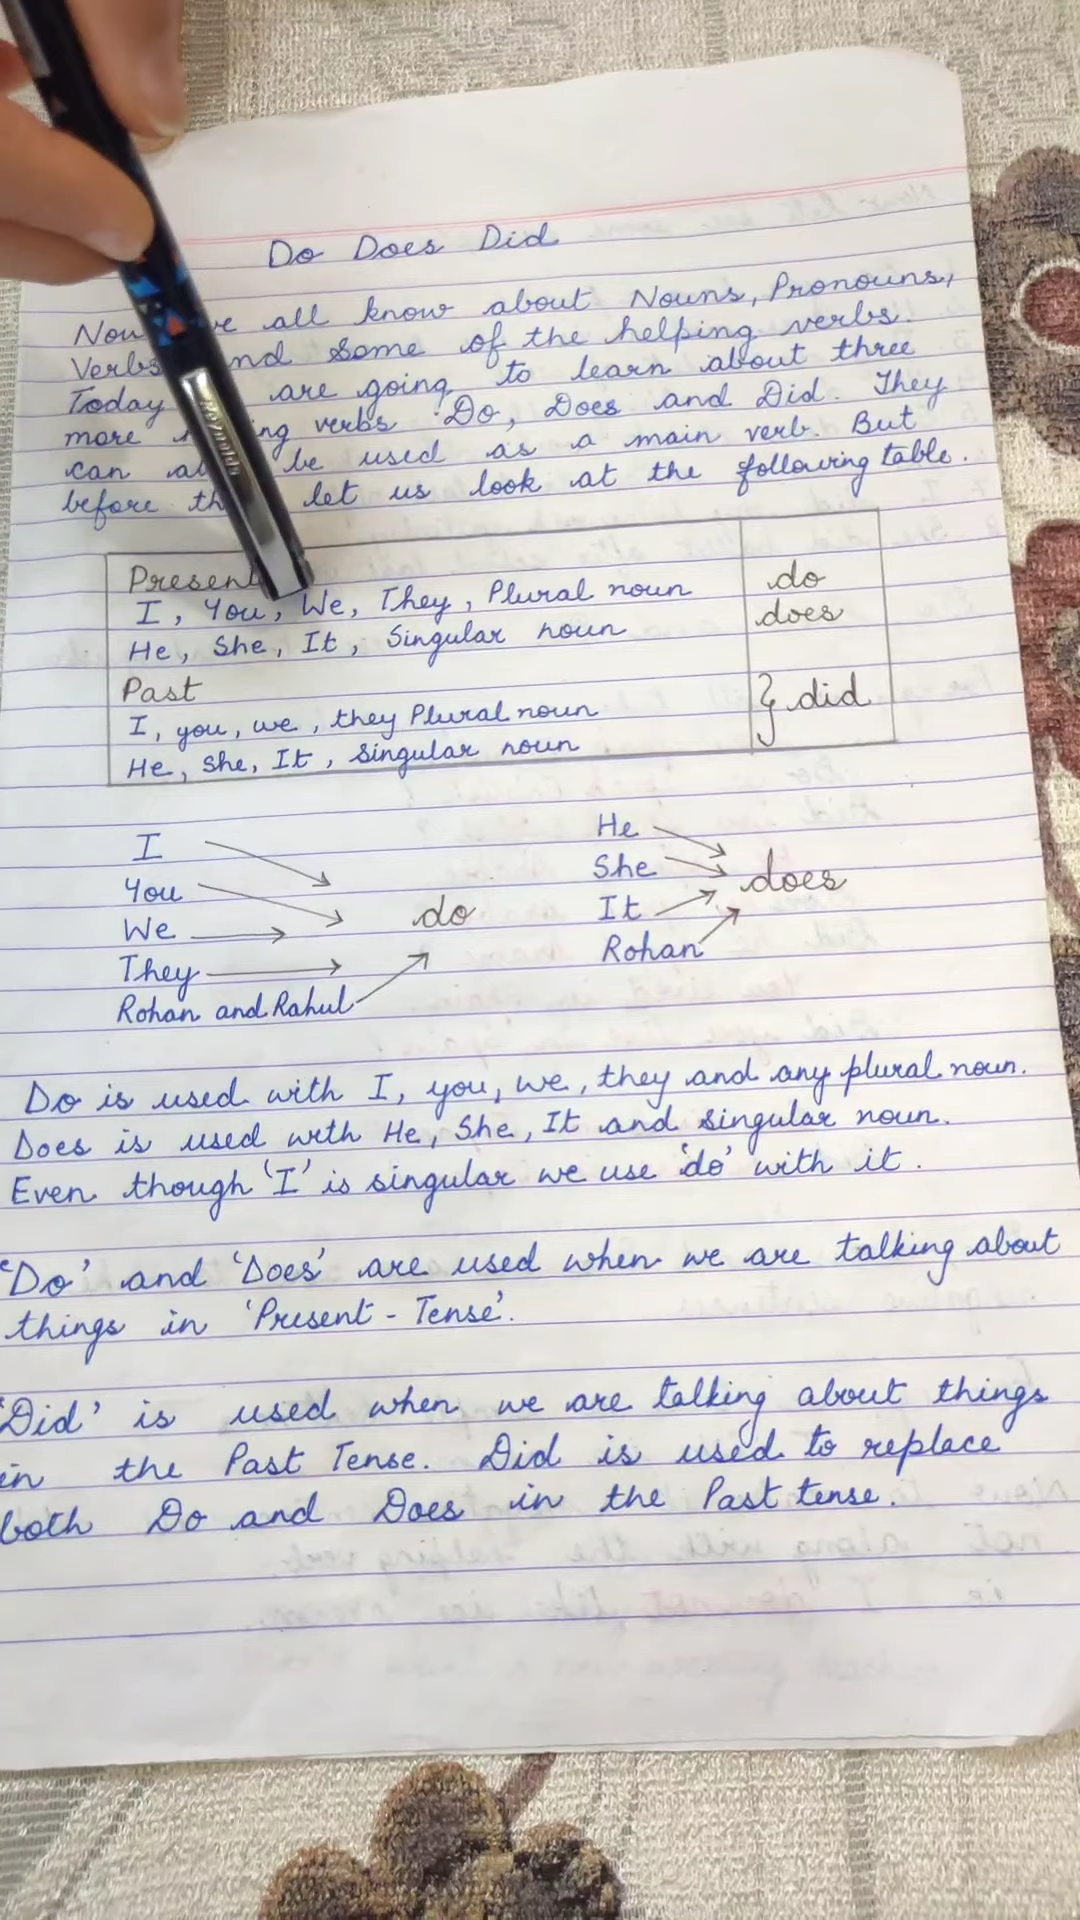 Do Does Did
Now we all know about Nouns, Pronouns,
Verbs and some of the helping verbs.
Today are going to learn about three
more verbs Do, Does and Did. They
can be used as a main verb. But
before let us look at the following table.
Present
I, You, We, They, Plural noun do
He, She, It, Singular noun does
Past
I, you, we, they Plural noun } did
He, She, It, Singular noun
I
You
We
They
Rohan and Rahul
do
He
She
It
Rohan
does
Do is used with I, you, we, they and any plural noun.
Does is used with He, She, It and singular noun.
Even though 'I' is singular we use 'do' with it.
'Do' and 'Does' are used when we are talking about
things in 'Present - Tense'.
'Did' is used when we are talking about things
in the Past Tense. Did is used to replace
both Do and Does in the Past tense.